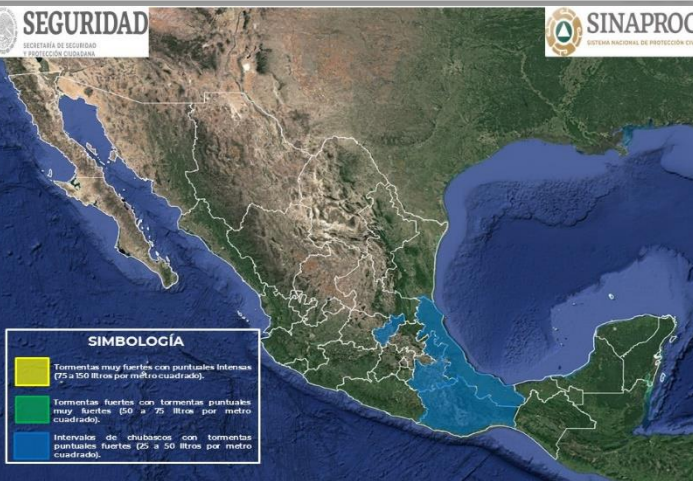 SEGURIDAD
SECRETARÍA DE SEGURIDAD
Y PROTECCIÓN CIUDADANA
SINAPROC
SISTEMA NACIONAL DE PROTECCIÓN CIV
SIMBOLOGÍA
Tormentas muy fuertes con puntuales Intensas
(75 a 150 litros por metro cuadrado).
Tormentas fuertes con tormentas puntuales
muy fuertes (50 a 75 litros por metro
cuadrado).
Intervalos de chubascos con tormentas
puntuales fuertes (25 a 50 litros por metro
cuadrado).